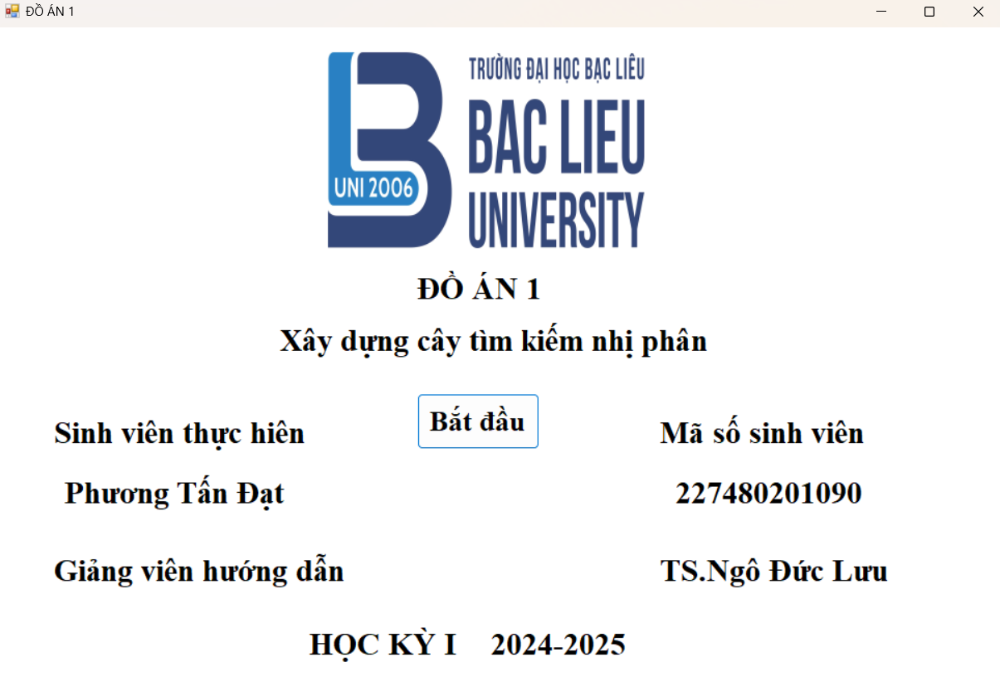 ĐỒ ÁN 1
TRƯỜNG ĐẠI HỌC BẠC LIÊU
BAC LIEU
UNIVERSITY
UNI 2006
ĐỒ ÁN 1
Xây dựng cây tìm kiếm nhị phân
Bắt đầu
Sinh viên thực hiên
Mã số sinh viên
Phương Tấn Đạt
227480201090
Giảng viên hướng dẫn
TS.Ngô Đức Lưu
HỌC KỲ I 2024-2025